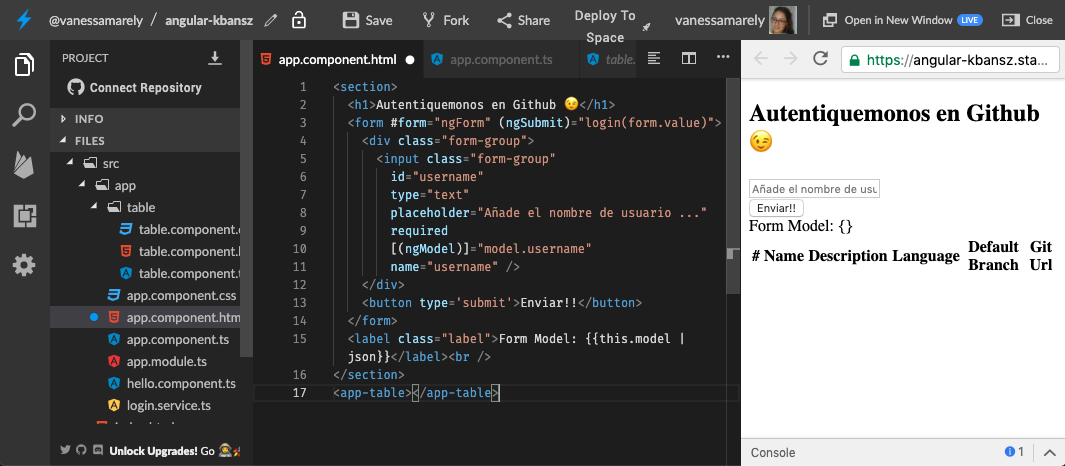 @vanessamarely / angular-kbansz
Save
Fork
Share
Deploy To
Space
vanessamarely
Open in New Window LIVE
Close
PROJECT
Connect Repository
INFO
FILES
src
app
table
table.component.
table.component.h
table.component.t
app.component.css
app.component.htm
app.component.ts
app.module.ts
hello.component.ts
login.service.ts
Unlock Upgrades! Go
app.component.html
app.component.ts
table.
1 <section>
2 <h1>Autentiquemonos en Github 😉</h1>
3 <form #form="ngForm" (ngSubmit)="login(form.value)">
4 <div class="form-group">
5 <input class="form-group"
6 id="username"
7 type="text"
8 placeholder="Añade el nombre de usuario ..."
9 required
10 [(ngModel)]="model.username"
11 name="username" />
12 </div>
13 <button type='submit'>Enviar!!</button>
14 </form>
15 <label class="label">Form Model: {{this.model |
json}}</label><br />
16 </section>
17 <app-table></app-table>
https://angular-kbansz.sta...
Autentiquemonos en Github
😉
Añade el nombre de usu
Enviar!!
Form Model: {}
# Name Description Language Default Branch Git Url
Console
1